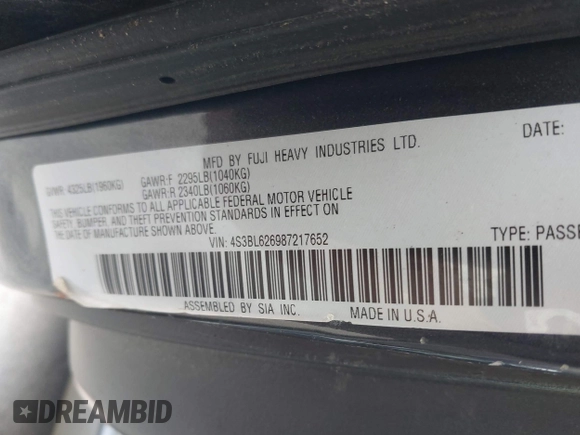 MFD BY FUJI HEAVY INDUSTRIES LTD.
DATE:
GAWR:F 2295LB(1040KG)
4325LB(1960KG)
GAWR:R 2340LB(1060KG)
THIS VEHICLE CONFORMS TO ALL APPLICABLE FEDERAL MOTOR VEHICLE
SAFETY, BUMPER, AND THEFT PREVENTION STANDARDS IN EFFECT ON
THE DATE OF MANUFACTURE SHOWN ABOVE.
VIN: 4S3BL626987217652
TYPE: PASSE
ASSEMBLED BY SIA INC.
MADE IN U.S.A.
DREAMBID